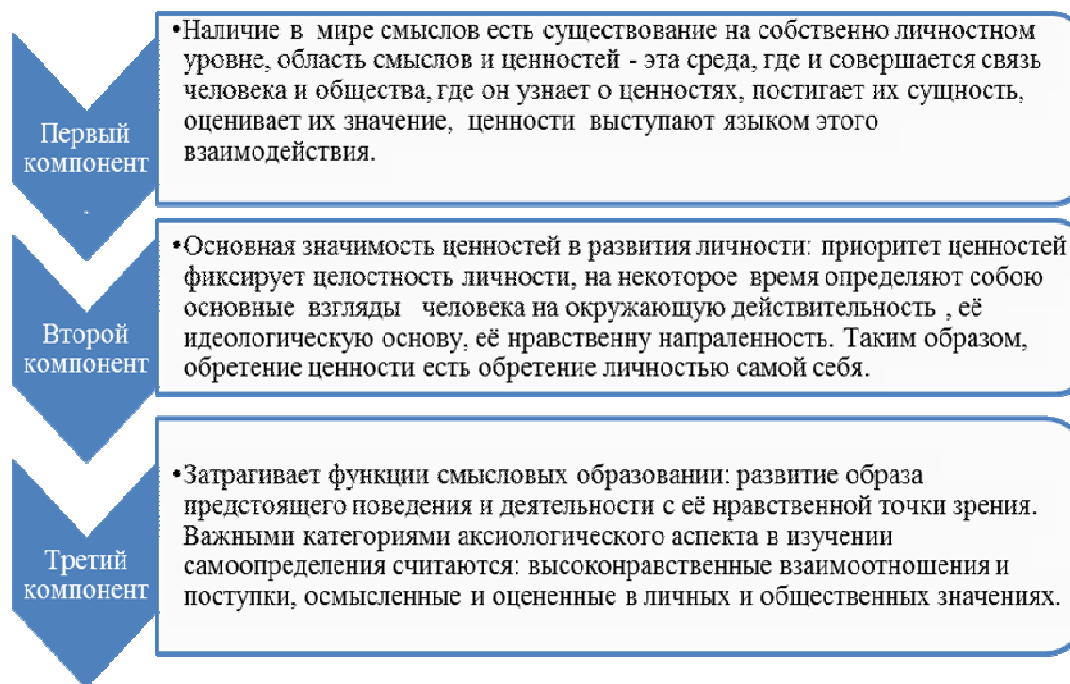 Первый
компонент
.
•Наличие в мире смыслов есть существование на собственно личностном
уровне, область смыслов и ценностей - эта среда, где и совершается связь
человека и общества, где он узнает о ценностях, постигает их сущность,
оценивает их значение, ценности выступают языком этого
взаимодействия.
Второй
компонент
•Основная значимость ценностей в развития личности: приоритет ценностей
фиксирует целостность личности, на некоторое время определяют собою
основные взгляды человека на окружающую действительность , её
идеологическую основу, её нравственну напраленность. Таким образом,
обретение ценности есть обретение личностью самой себя.
Третий
компонент
•Затрагивает функции смысловых образовании: развитие образа
предстоящего поведения и деятельности с её нравственной точки зрения.
Важными категориями аксиологического аспекта в изучении
самоопределения считаются: высоконравственные взаимоотношения и
поступки, осмысленные и оцененные в личных и общественных значениях.